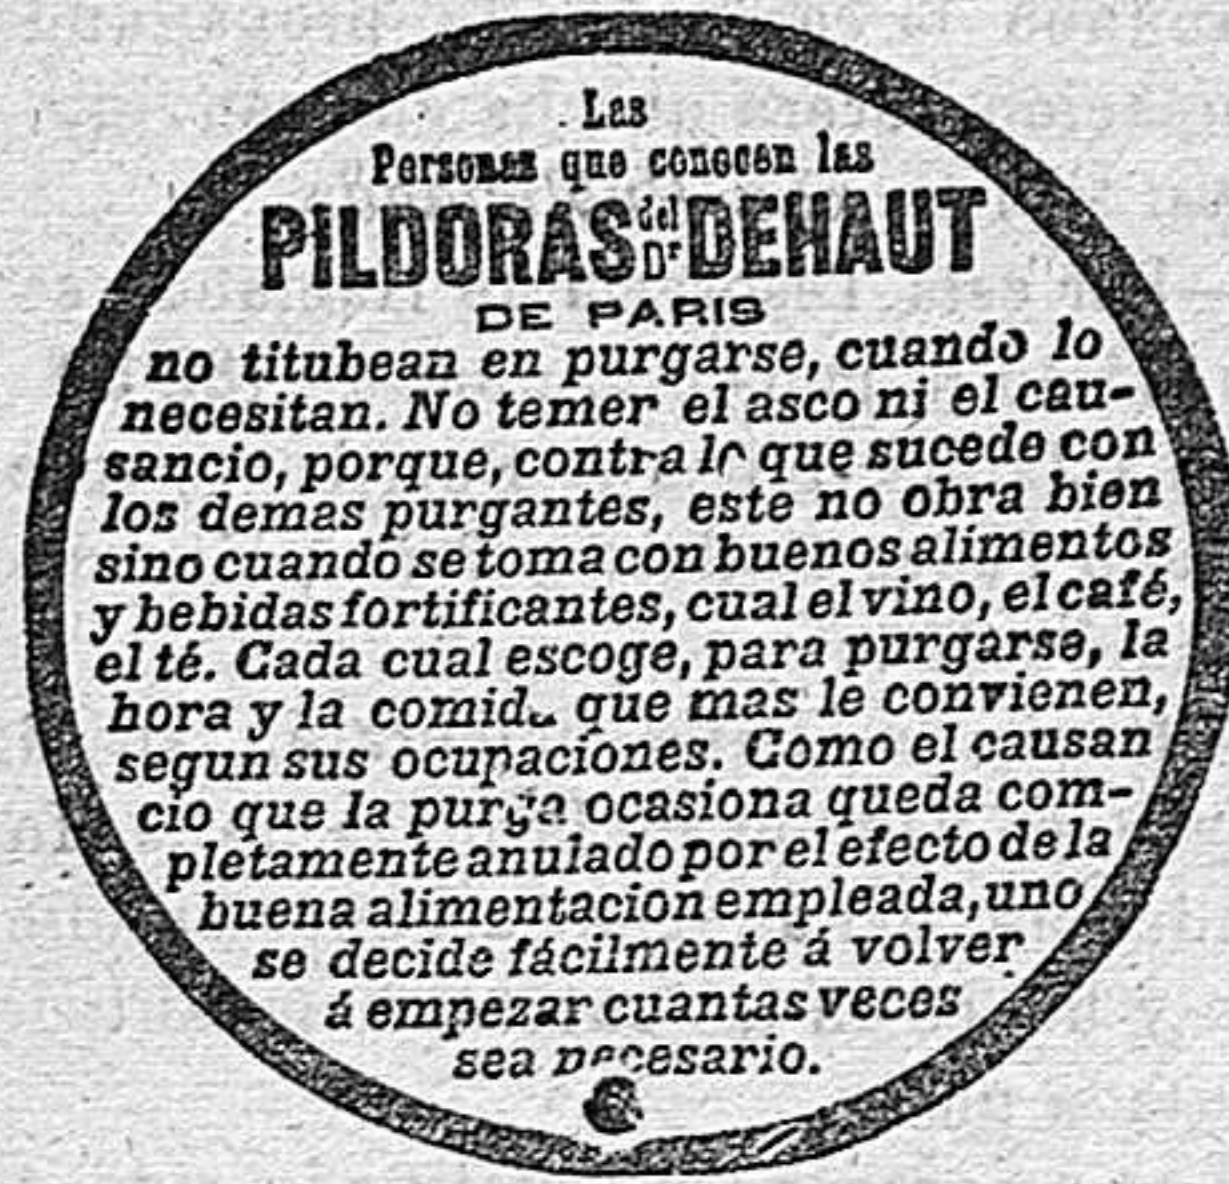 Las
Personas que conocen las
PILDORAS del Dr DEHAUT
DE PARIS
no titubean en purgarse, cuando lo
necesitan. No temer el asco ni el cau-
sancio, porque, contra lo que sucede con
los demas purgantes, este no obra bien
sino cuando se toma con buenos alimentos
y bebidas fortificantes, cual el vino, el café,
el té. Cada cual escoge, para purgarse, la
hora y la comida que mas le convienen,
segun sus ocupaciones. Como el causan
cio que la purga ocasiona queda com-
pletamente anulado por el efecto de la
buena alimentacion empleada, uno
se decide fácilmente á volver
á empezar cuantas veces
sea necesario.